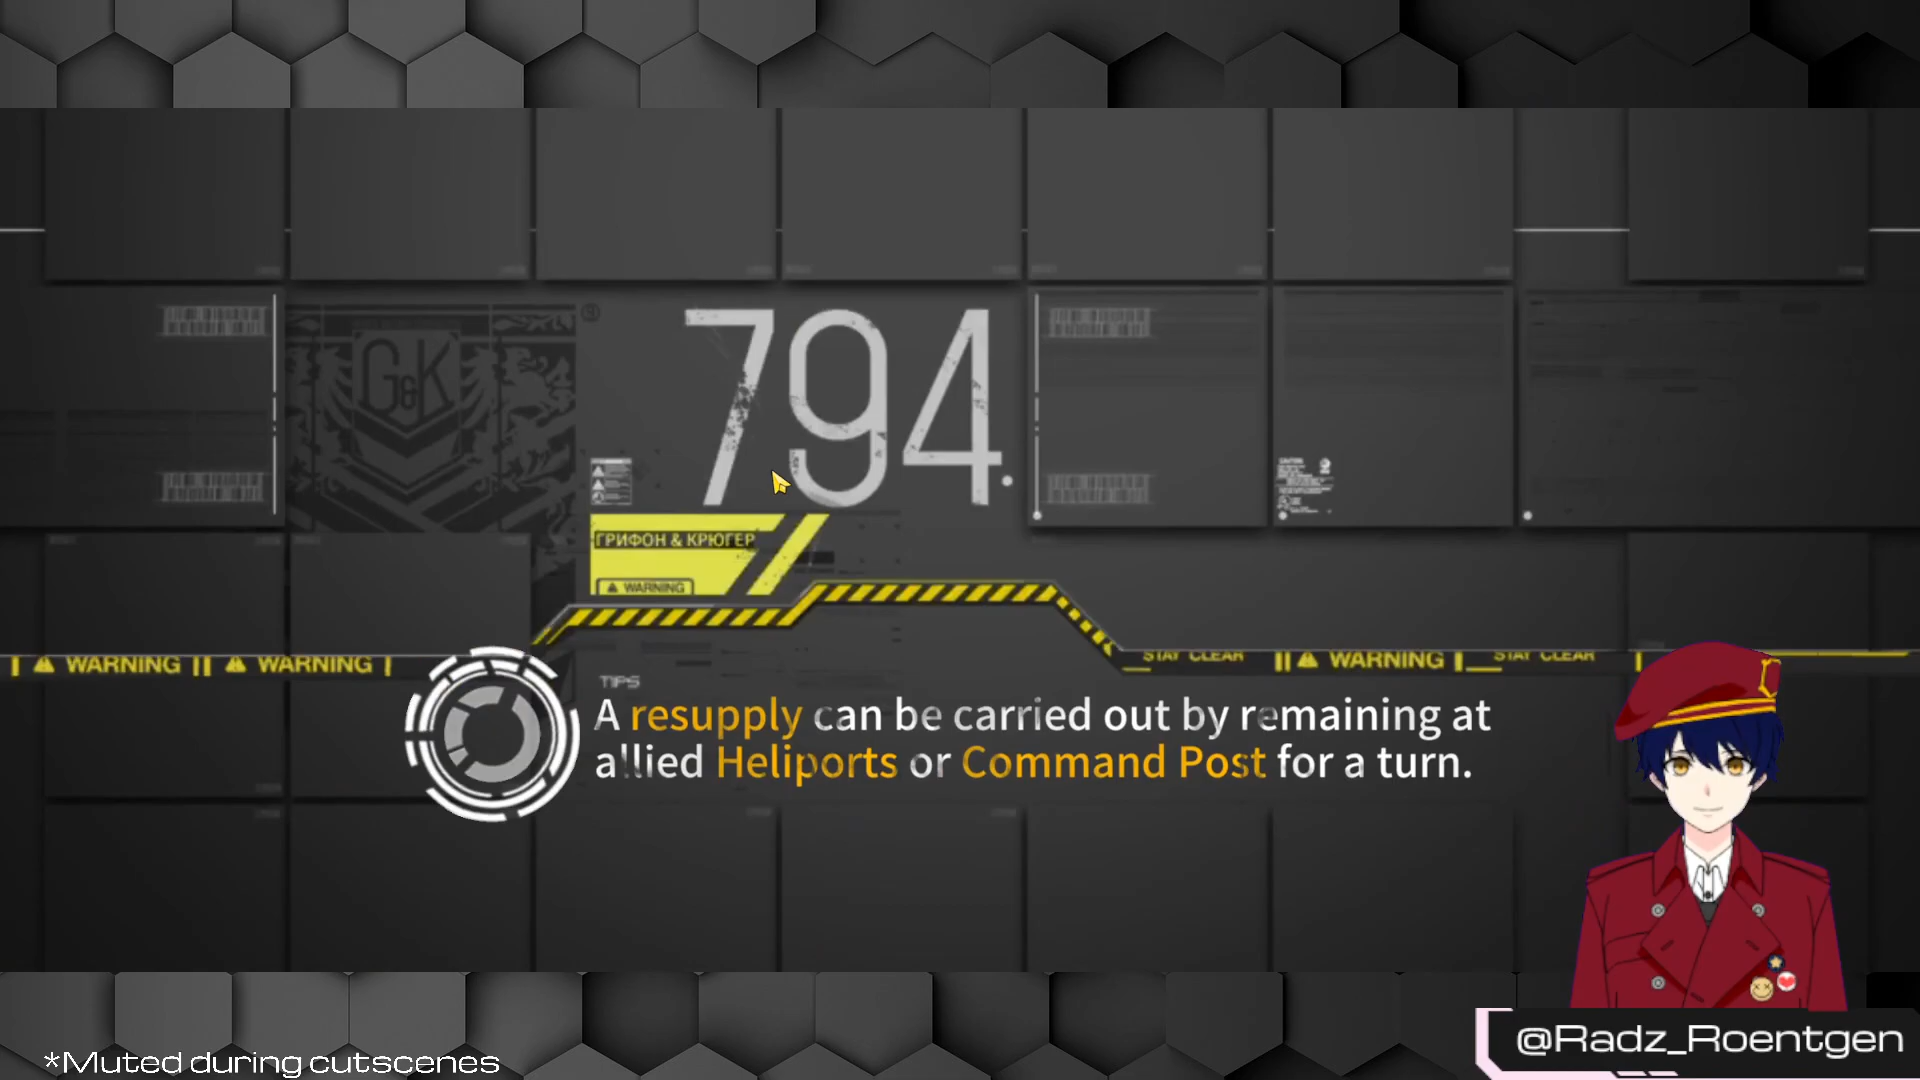 G&K
794.
ГРИФОН & КРЮГЕР
WARNING
WARNING
WARNING
STAY CLEAR
WARNING
STAY CLEAR
TIPS
A resupply can be carried out by remaining at
allied Heliports or Command Post for a turn.
*Muted during cutscenes
@Radz_Roentgen